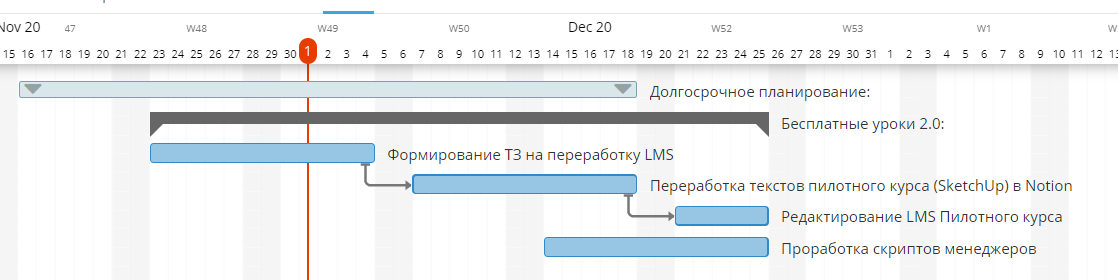 Nov 20 47 W48 W49 W50 Dec 20 W52 W53 W1
15 16 17 18 19 20 21 22 23 24 25 26 27 28 29 30 1 2 3 4 5 6 7 8 9 10 11 12 13 14 15 16 17 18 19 20 21 22 23 24 25 26 27 28 29 30 31 1 2 3 4 5 6 7 8 9 10 11 12
Долгосрочное планирование:
Бесплатные уроки 2.0:
Формирование ТЗ на переработку LMS
Переработка текстов пилотного курса (SketchUp) в Notion
Редактирование LMS Пилотного курса
Проработка скриптов менеджеров